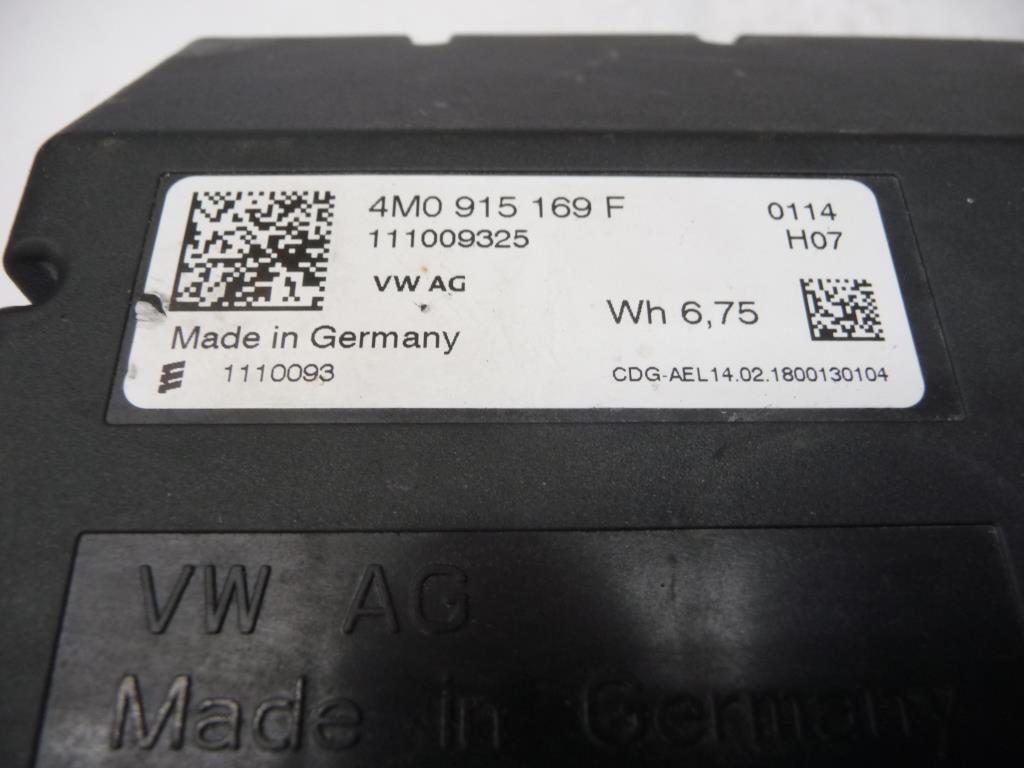 4M0 915 169 F
0114
111009325
H07
VW AG
Wh 6,75
Made in Germany
1110093
CDG-AEL14.02.1800130104
VW AG
Made in Germany